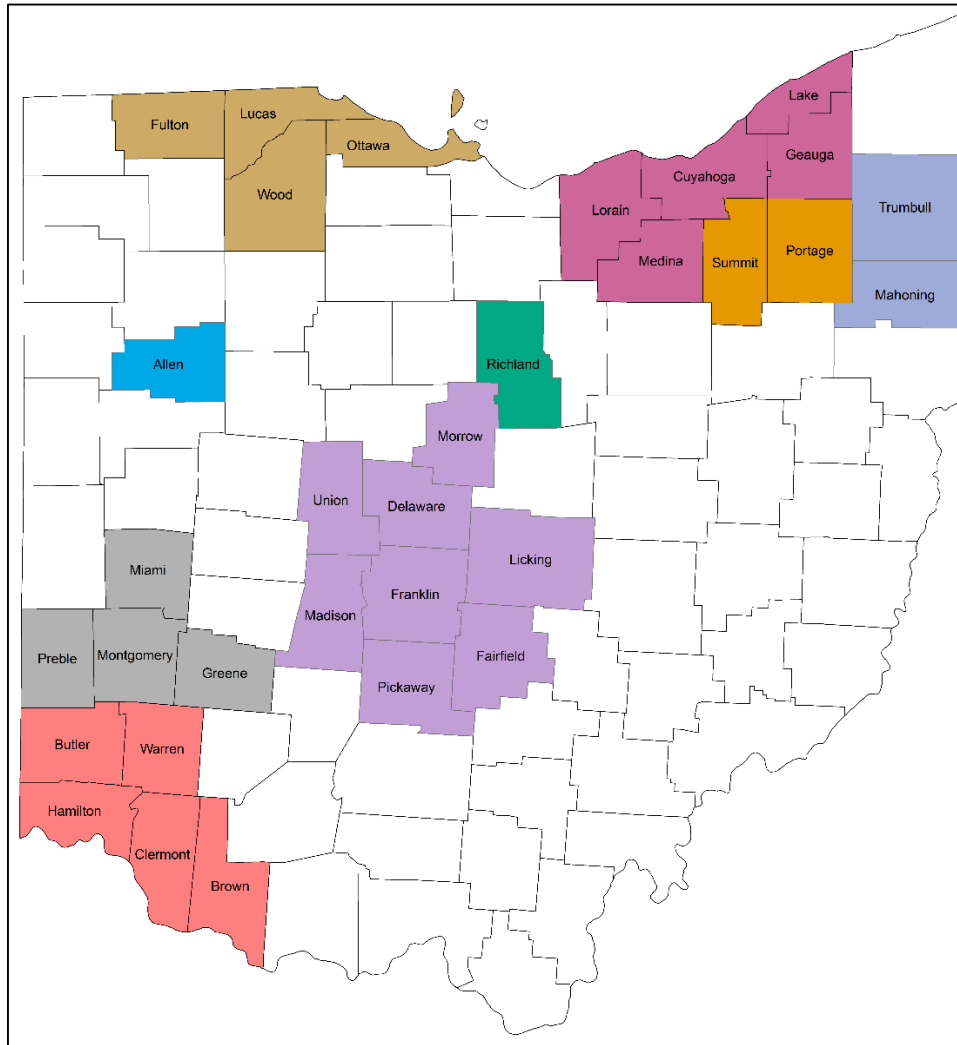 Lake
Fulton
Lucas
Ottawa
Geauga
Cuyahoga
Wood
Lorain
Trumbull
Medina
Summit
Portage
Mahoning
Allen
Richland
Morrow
Union
Delaware
Licking
Miami
Franklin
Madison
Preble
Montgomery
Fairfield
Greene
Pickaway
Butler
Warren
Hamilton
Clermont
Brown